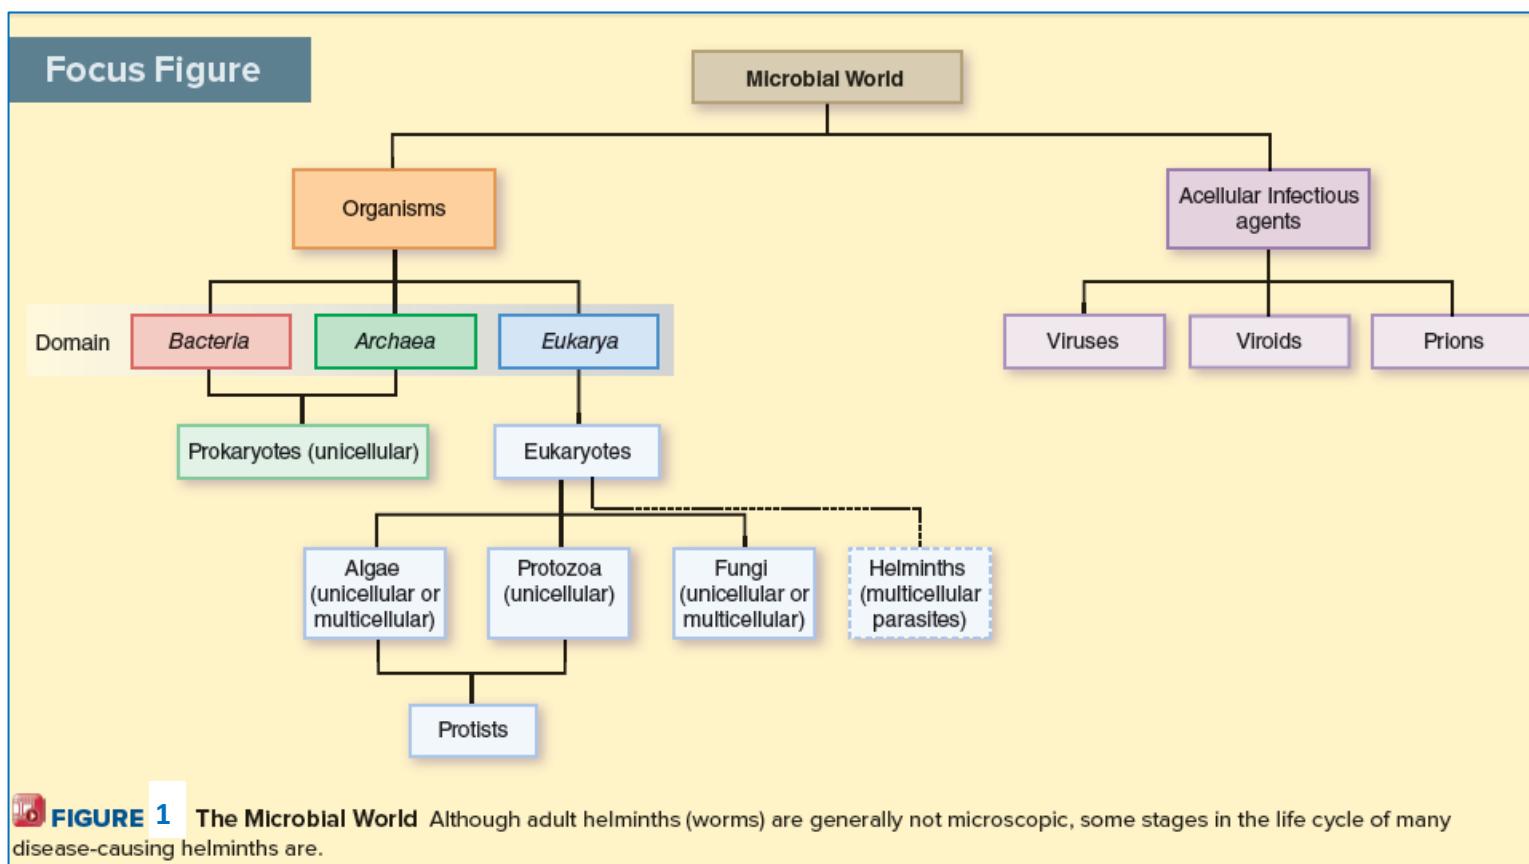 Focus Figure
Microbial World
Organisms
Acellular Infectious
agents
Domain
Bacteria
Archaea
Eukarya
Viruses
Viroids
Prions
Prokaryotes (unicellular)
Eukaryotes
Algae
(unicellular or
multicellular)
Protozoa
(unicellular)
Fungi
(unicellular or
multicellular)
Helminths
(multicellular
parasites)
Protists
FIGURE 1 The Microbial World Although adult helminths (worms) are generally not microscopic, some stages in the life cycle of many
disease-causing helminths are.